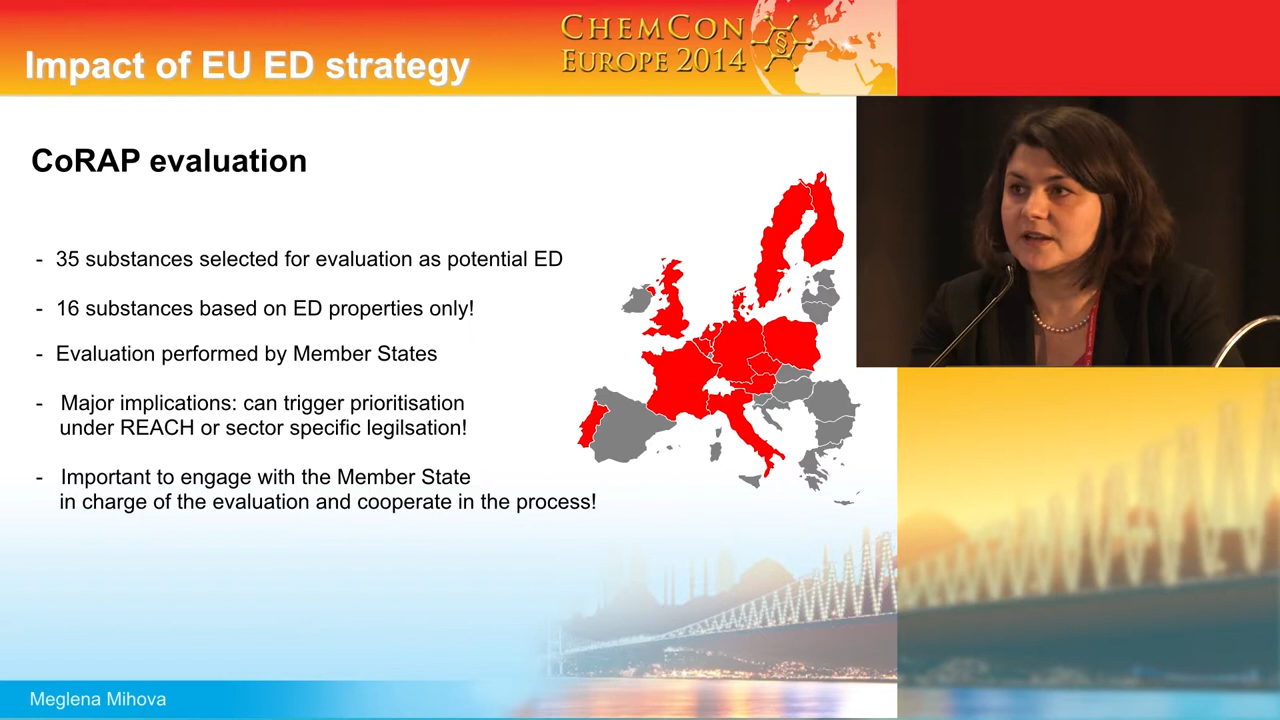 Impact of EU ED strategy
CHEMCON
EUROPE 2014
§
CoRAP evaluation
- 35 substances selected for evaluation as potential ED
- 16 substances based on ED properties only!
- Evaluation performed by Member States
- Major implications: can trigger prioritisation
under REACH or sector specific legilsation!
- Important to engage with the Member State
in charge of the evaluation and cooperate in the process!
Meglena Mihova